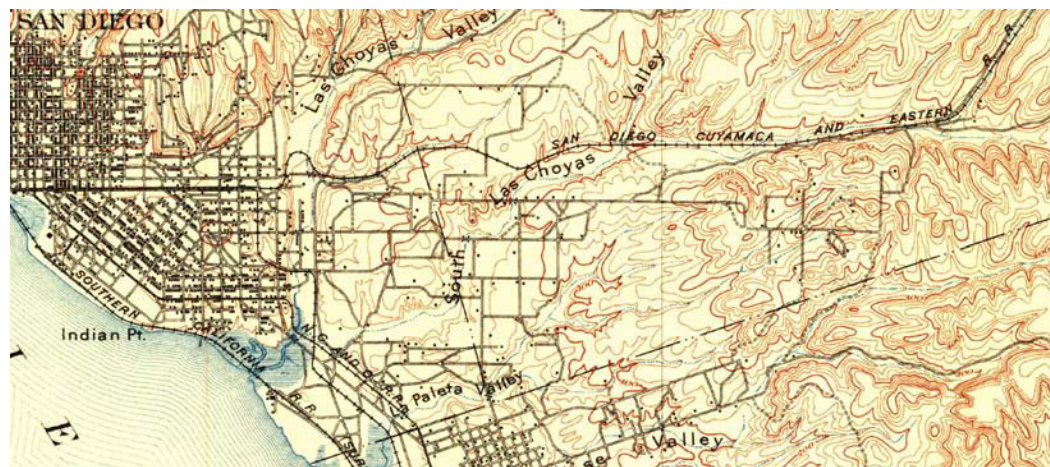 SAN DIEGO
Las Choyas Valley
Valley
SAN DIEGO CUYAMACA AND EASTERN R R
Las Choyas
South
SOUTHERN CALIFORNIA R.R.
Indian Pt.
N.C. AND O. R.R.
Paleta Valley
Valley
E